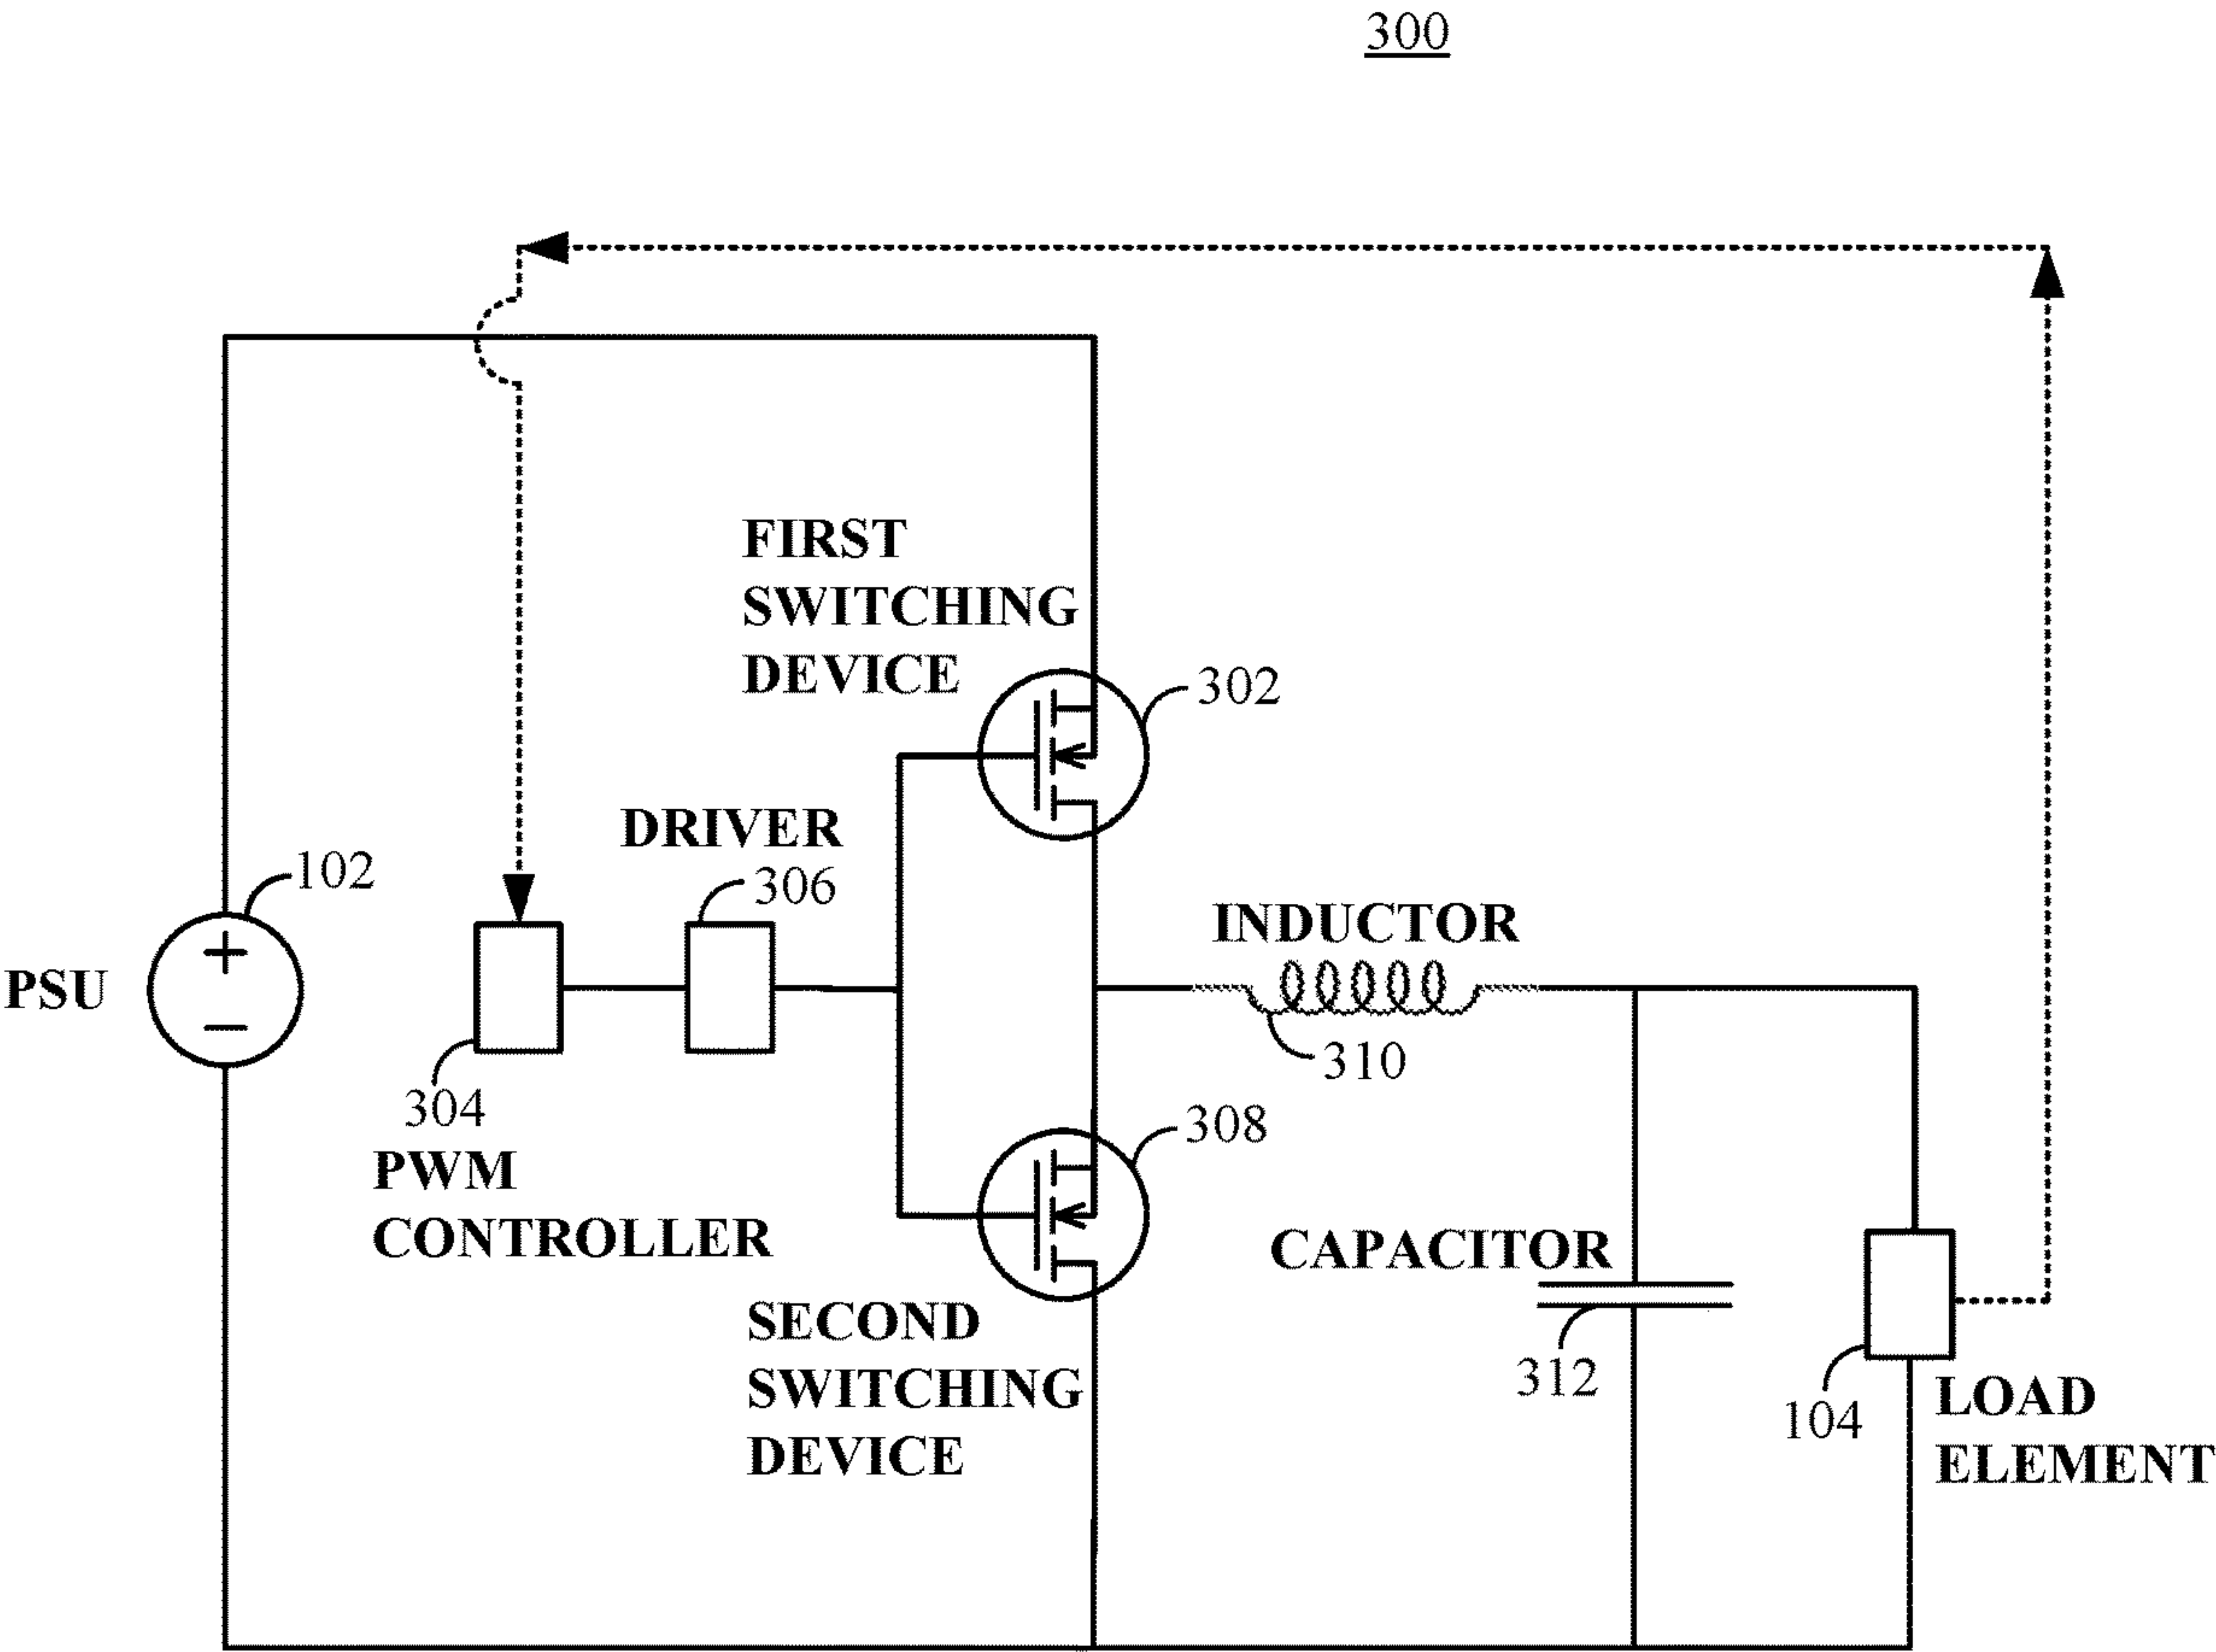 300
FIRST
SWITCHING
DEVICE
302
DRIVER
306
102
PSU
+
−
INDUCTOR
310
304
PWM
CONTROLLER
308
SECOND
SWITCHING
DEVICE
CAPACITOR
312
104
LOAD
ELEMENT